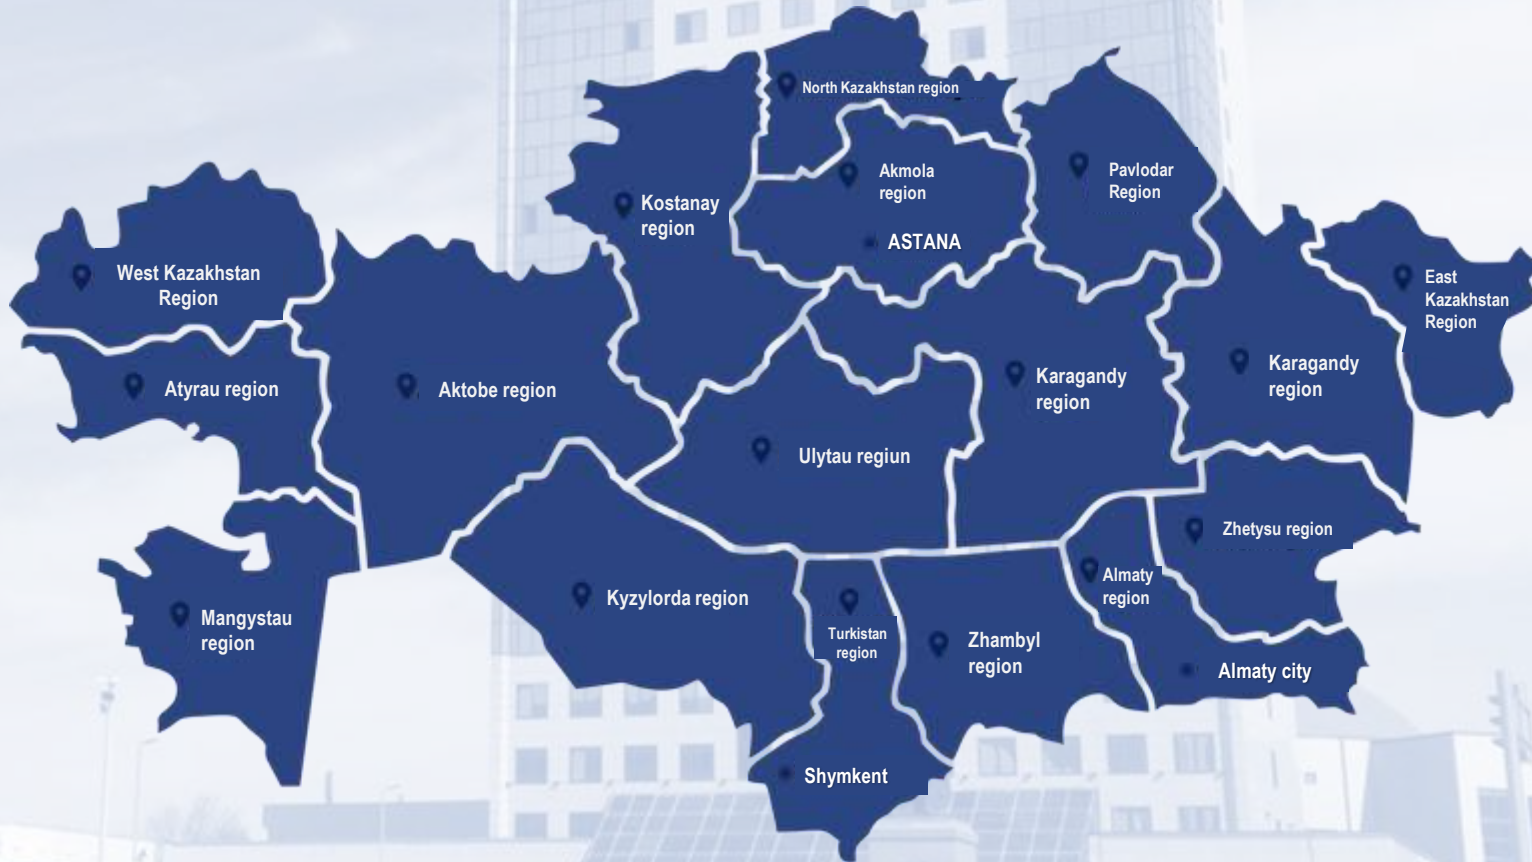 North Kazakhstan region
Akmola
region
Pavlodar
Region
Kostanay
region
ASTANA
West Kazakhstan
Region
East
Kazakhstan
Region
Atyrau region
Aktobe region
Karagandy
region
Karagandy
region
Ulytau regiun
Zhetysu region
Almaty
region
Kyzylorda region
Mangystau
region
Turkistan
region
Zhambyl
region
Almaty city
Shymkent